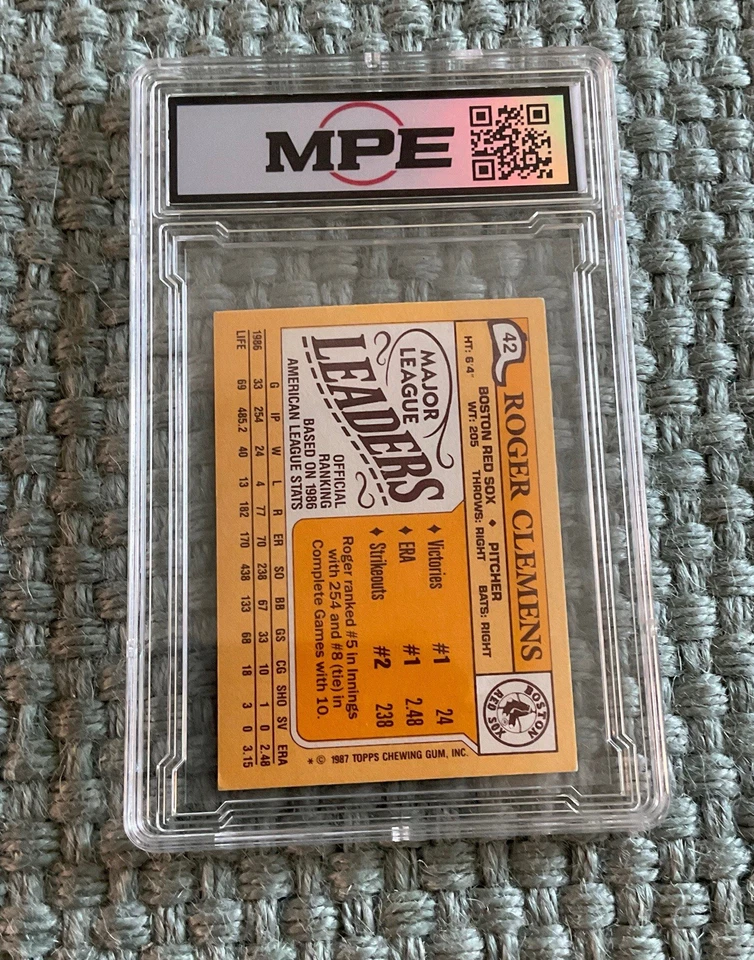 MPE
42 ROGER CLEMENS
BOSTON RED SOX ♦ PITCHER
HT: 6'4" WT: 205 THROWS: RIGHT BATS: RIGHT
BOSTON
RED SOX
MAJOR
LEAGUE
LEADERS
OFFICIAL
RANKING
BASED ON 1986
AMERICAN LEAGUE STATS
♦ Victories #1 24
♦ ERA #1 2.48
♦ Strikeouts #2 238
Roger ranked #5 in Innings
with 254 and #8 (tie) in
Complete Games with 10.
* © 1987 TOPPS CHEWING GUM, INC.
G IP W L R ER SO BB GS CG SHO SV ERA
1986 33 254 24 4 77 70 238 67 33 10 1 0 2.48
LIFE 69 485.2 40 13 182 170 438 133 68 18 3 0 3.15